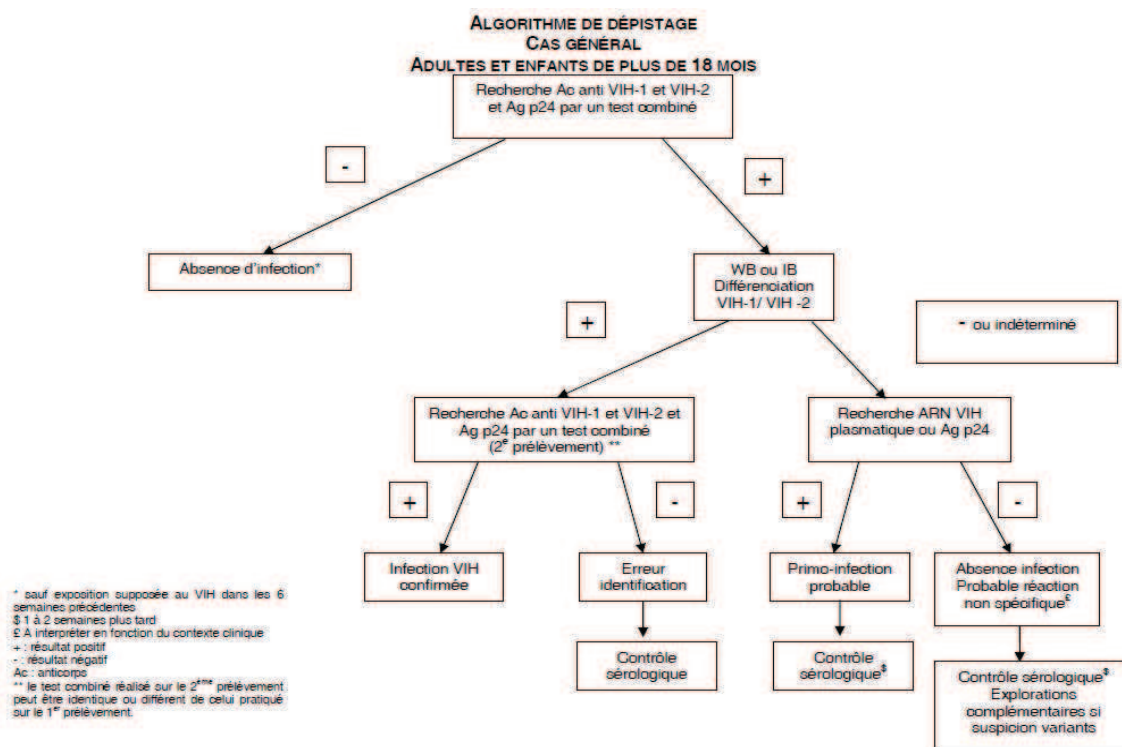 ALGORITHME DE DÉPISTAGE
CAS GÉNÉRAL
ADULTES ET ENFANTS DE PLUS DE 18 MOIS
Recherche Ac anti VIH-1 et VIH-2
et Ag p24 par un test combiné
-
+
Absence d'infection*
WB ou IB
Différenciation
VIH-1/ VIH -2
+
- ou indéterminé
Recherche Ac anti VIH-1 et VIH-2 et
Ag p24 par un test combiné
(2e prélèvement) **
Recherche ARN VIH
plasmatique ou Ag p24
+
-
+
-
Infection VIH
confirmée
Erreur
identification
Primo-infection
probable
Absence infection
Probable réaction
non spécifique£
Contrôle
sérologique
Contrôle
sérologique$
Contrôle sérologique$
Explorations
complémentaires si
suspicion variants
* sauf exposition supposée au VIH dans les 6
semaines précédentes
$ 1 à 2 semaines plus tard
£ A interpréter en fonction du contexte clinique
+ : résultat positif
- : résultat négatif
Ac : anticorps
** le test combiné réalisé sur le 2ème prélèvement
peut être identique ou différent de celui pratiqué
sur le 1er prélèvement.